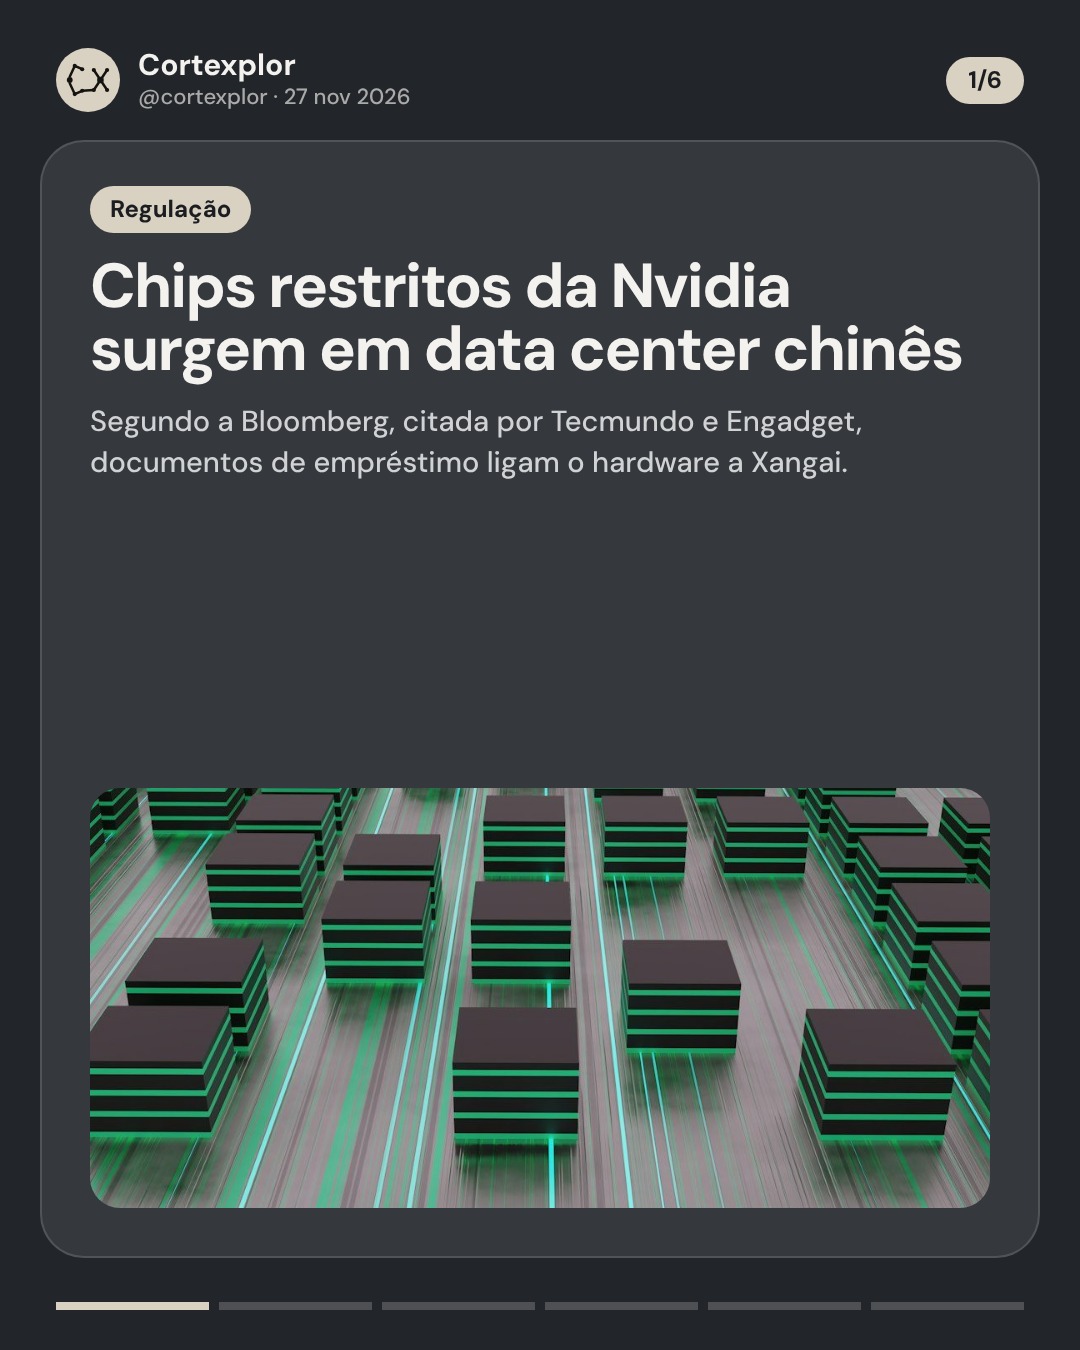 Cortexplor
@cortexplor · 27 nov 2026
1/6
Regulação
Chips restritos da Nvidia
surgem em data center chinês
Segundo a Bloomberg, citada por Tecmundo e Engadget,
documentos de empréstimo ligam o hardware a Xangai.